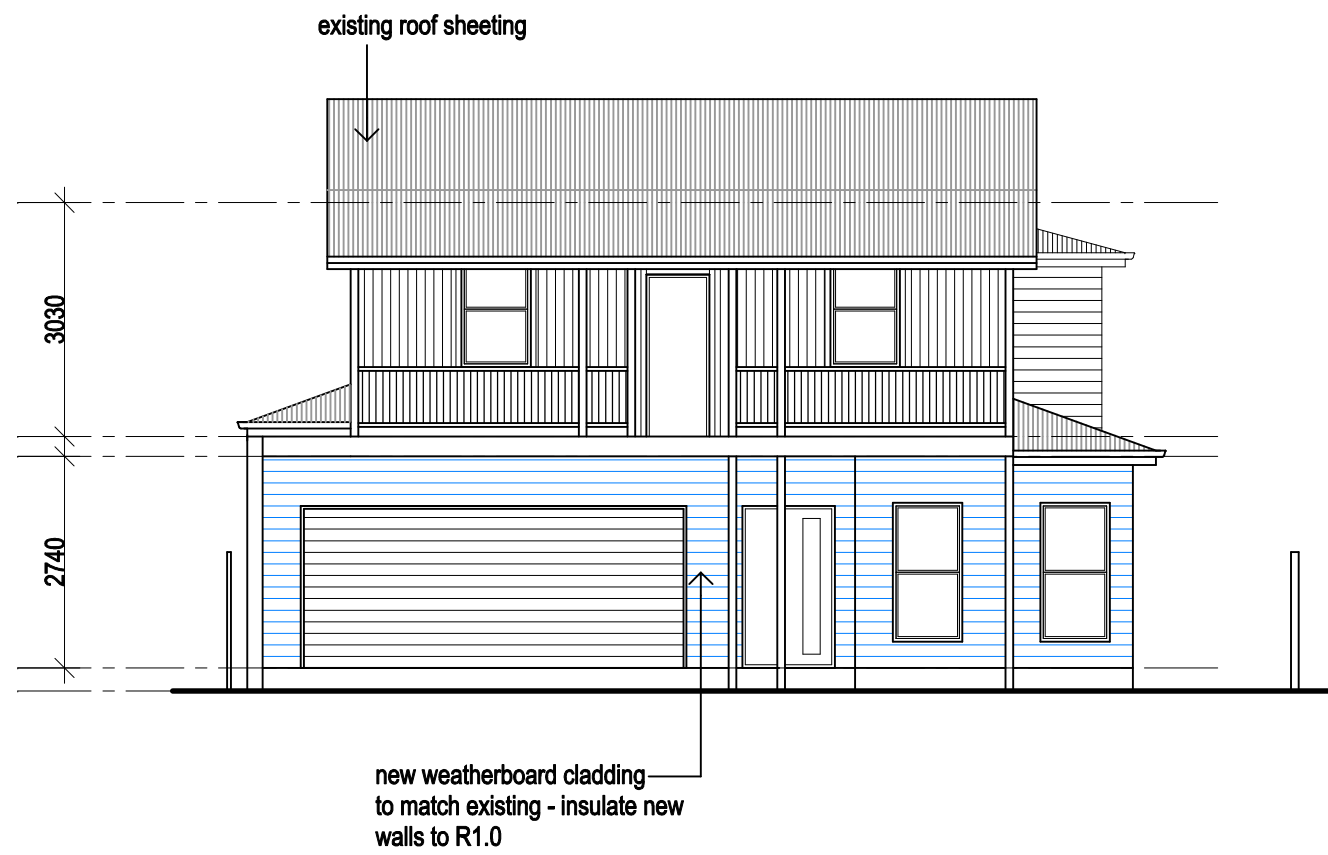 existing roof sheeting
3030
2740
new weatherboard cladding
to match existing - insulate new
walls to R1.0